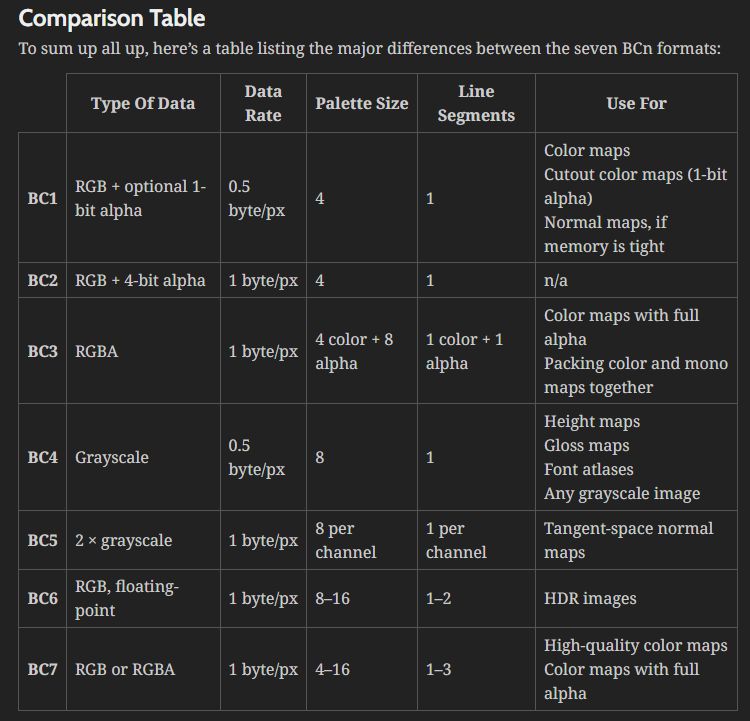 Comparison Table
To sum up all up, here’s a table listing the major differences between the seven BCn formats:
Type Of Data
Data
Rate
Palette Size
Line
Segments
Use For
BC1
RGB + optional 1-
bit alpha
0.5
byte/px
4
1
Color maps
Cutout color maps (1-bit
alpha)
Normal maps, if
memory is tight
BC2
RGB + 4-bit alpha
1 byte/px
4
1
n/a
BC3
RGBA
1 byte/px
4 color + 8
alpha
1 color + 1
alpha
Color maps with full
alpha
Packing color and mono
maps together
BC4
Grayscale
0.5
byte/px
8
1
Height maps
Gloss maps
Font atlases
Any grayscale image
BC5
2 × grayscale
1 byte/px
8 per
channel
1 per
channel
Tangent-space normal
maps
BC6
RGB, floating-
point
1 byte/px
8–16
1–2
HDR images
BC7
RGB or RGBA
1 byte/px
4–16
1–3
High-quality color maps
Color maps with full
alpha